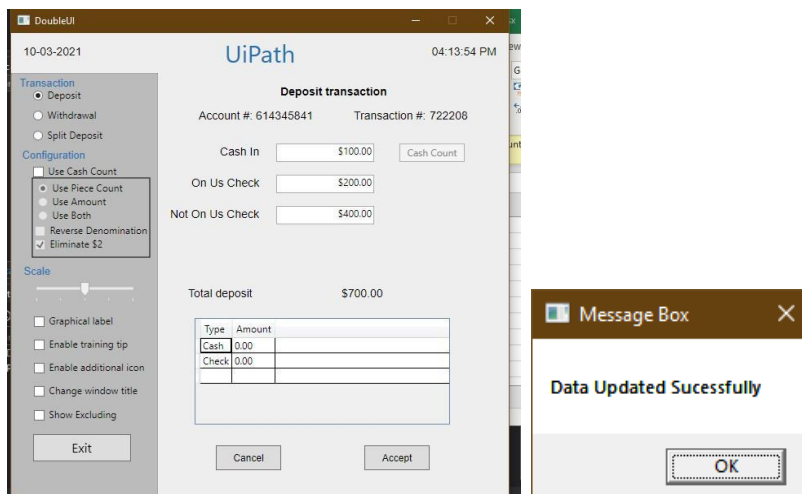 DoubleUI
10-03-2021
UiPath
04:13:54 PM
Transaction
Deposit
Withdrawal
Split Deposit
Configuration
Use Cash Count
Use Piece Count
Use Amount
Use Both
Reverse Denomination
Eliminate $2
Scale
Graphical label
Enable training tip
Enable additional icon
Change window title
Show Excluding
Exit
Deposit transaction
Account #: 614345841 Transaction #: 722208
Cash In $100.00 Cash Count
On Us Check $200.00
Not On Us Check $400.00
Total deposit $700.00
Type Amount
Cash 0.00
Check 0.00
Cancel Accept
Message Box
Data Updated Sucessfully
OK